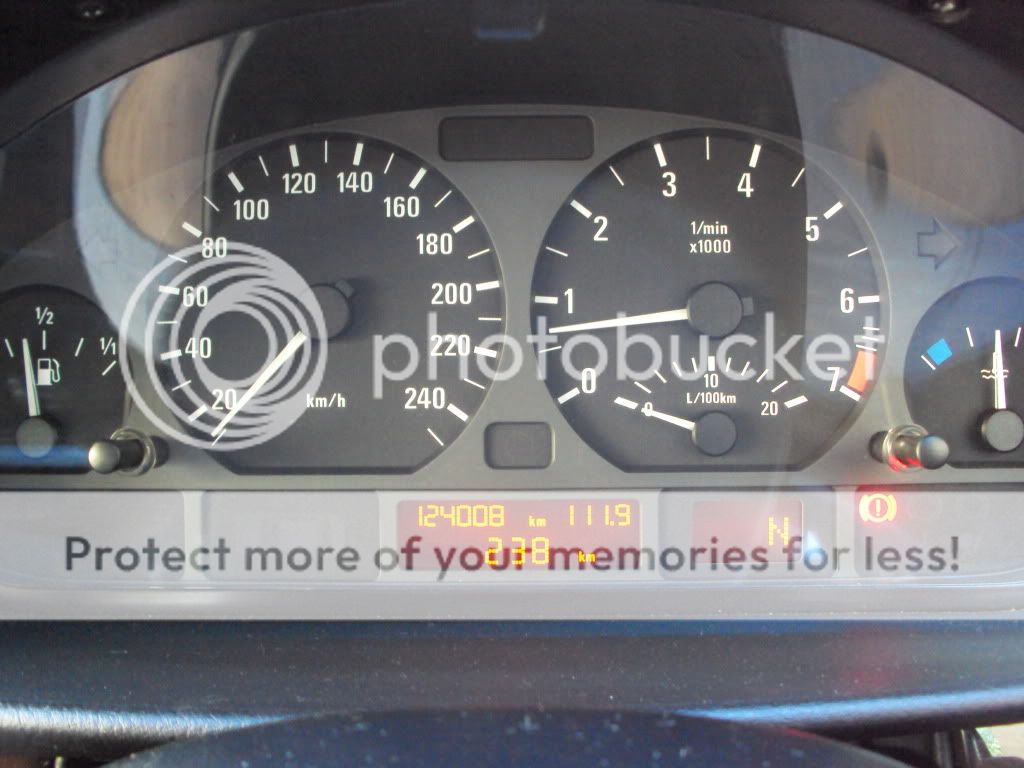 120 140
100 160
80 180
60 200
40 220
20 km/h 240
1/2
1/1
3 4
2 5
1/min
x1000
1 6
0 7
10
L/100km
0 20
photobucket
124008 km 111.9
238 km
N
Protect more of your memories for less!